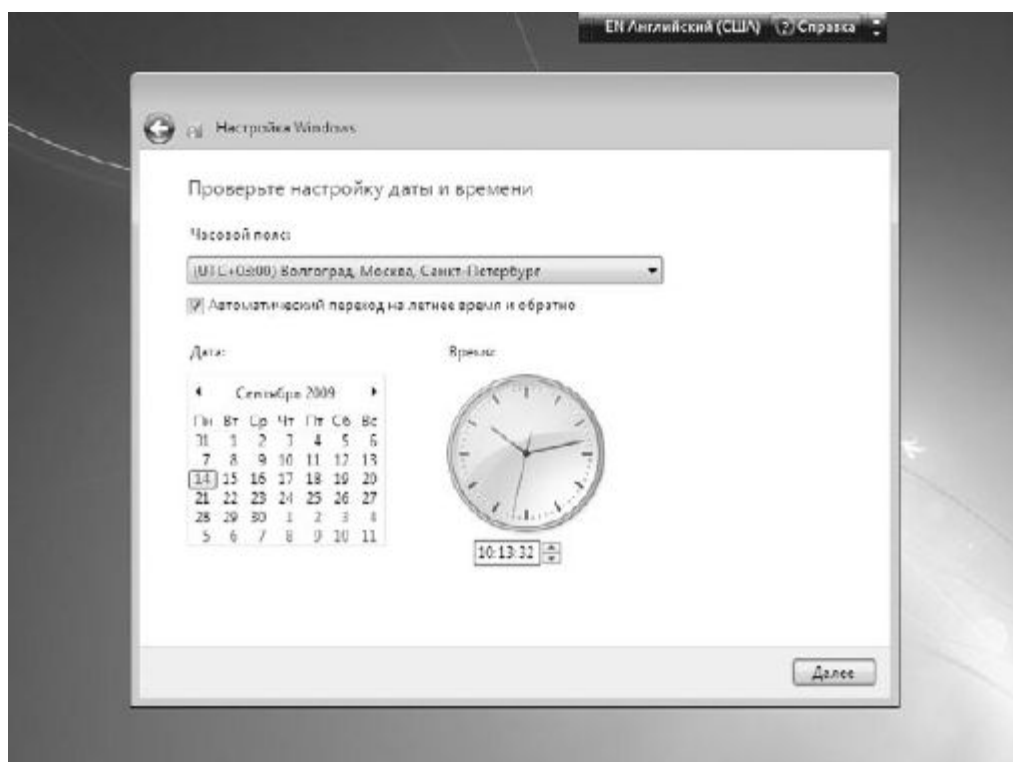 EN Английский (США) (?) Справка
Настройка Windows
Проверьте настройку даты и времени
Часовой пояс:
(UTC+03:00) Волгоград, Москва, Санкт-Петербург
Автоматический переход на летнее время и обратно
Дата: Время:
Сентябрь 2009
Пн Вт Ср Чт Пт Сб Вс
31 1 2 3 4 5 6
7 8 9 10 11 12 13
14 15 16 17 18 19 20
21 22 23 24 25 26 27
28 29 30 1 2 3 4
5 6 7 8 9 10 11
10:13:32
Далее